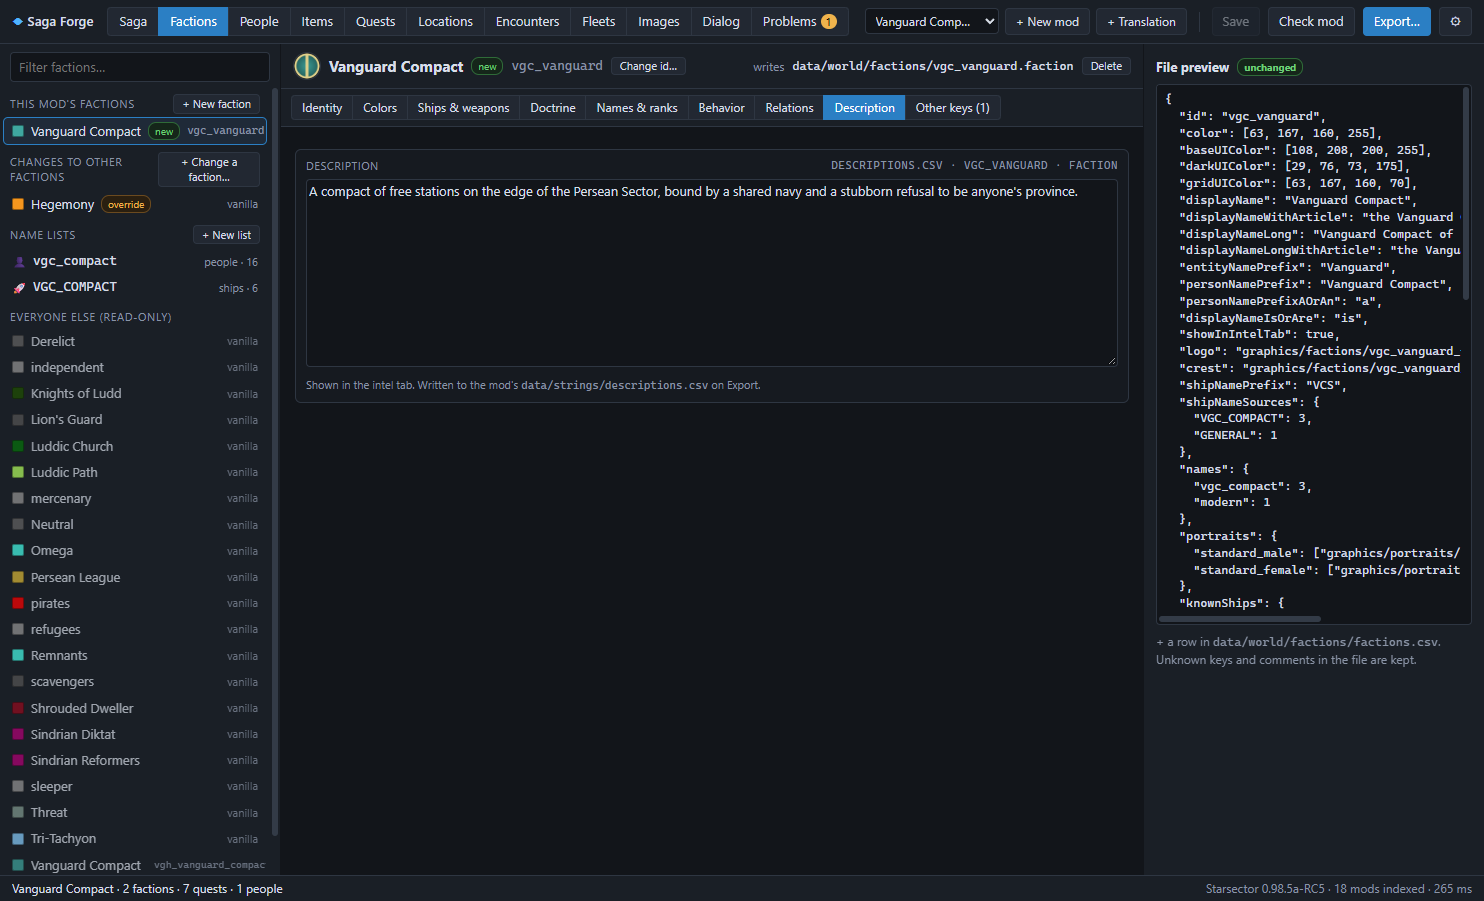 Saga Forge
Saga Factions People Items Quests Locations Encounters Fleets Images Dialog Problems 1
Vanguard Comp... + New mod + Translation Save Check mod Export...
Filter factions...
THIS MOD'S FACTIONS + New faction
Vanguard Compact new vgc_vanguard
CHANGES TO OTHER FACTIONS + Change a faction...
Hegemony override vanilla
NAME LISTS + New list
vgc_compact people · 16
VGC_COMPACT ships · 6
EVERYONE ELSE (READ-ONLY)
Derelict vanilla
independent vanilla
Knights of Ludd vanilla
Lion's Guard vanilla
Luddic Church vanilla
Luddic Path vanilla
mercenary vanilla
Neutral vanilla
Omega vanilla
Persean League vanilla
pirates vanilla
refugees vanilla
Remnants vanilla
scavengers vanilla
Shrouded Dweller vanilla
Sindrian Diktat vanilla
Sindrian Reformers vanilla
sleeper vanilla
Threat vanilla
Tri-Tachyon vanilla
Vanguard Compact vgh_vanguard_compac
Vanguard Compact new vgc_vanguard Change id... writes data/world/factions/vgc_vanguard.faction Delete
Identity Colors Ships & weapons Doctrine Names & ranks Behavior Relations Description Other keys (1)
DESCRIPTION DESCRIPTIONS.CSV · VGC_VANGUARD · FACTION
A compact of free stations on the edge of the Persean Sector, bound by a shared navy and a stubborn refusal to be anyone's province.
Shown in the intel tab. Written to the mod's data/strings/descriptions.csv on Export.
File preview unchanged
{
"id": "vgc_vanguard",
"color": [63, 167, 160, 255],
"baseUIColor": [108, 208, 200, 255],
"darkUIColor": [29, 76, 73, 175],
"gridUIColor": [63, 167, 160, 70],
"displayName": "Vanguard Compact",
"displayNameWithArticle": "the Vanguard
"displayNameLong": "Vanguard Compact of
"displayNameLongWithArticle": "the Vangu
"entityNamePrefix": "Vanguard",
"personNamePrefix": "Vanguard Compact",
"personNamePrefixAOrAn": "a",
"displayNameIsOrAre": "is",
"showInIntelTab": true,
"logo": "graphics/factions/vgc_vanguard_
"crest": "graphics/factions/vgc_vanguard
"shipNamePrefix": "VCS",
"shipNameSources": {
"VGC_COMPACT": 3,
"GENERAL": 1
},
"names": {
"vgc_compact": 3,
"modern": 1
},
"portraits": {
"standard_male": ["graphics/portraits/
"standard_female": ["graphics/portrait
},
"knownShips": {
+ a row in data/world/factions/factions.csv.
Unknown keys and comments in the file are kept.
Vanguard Compact · 2 factions · 7 quests · 1 people
Starsector 0.98.5a-RC5 · 18 mods indexed · 265 ms